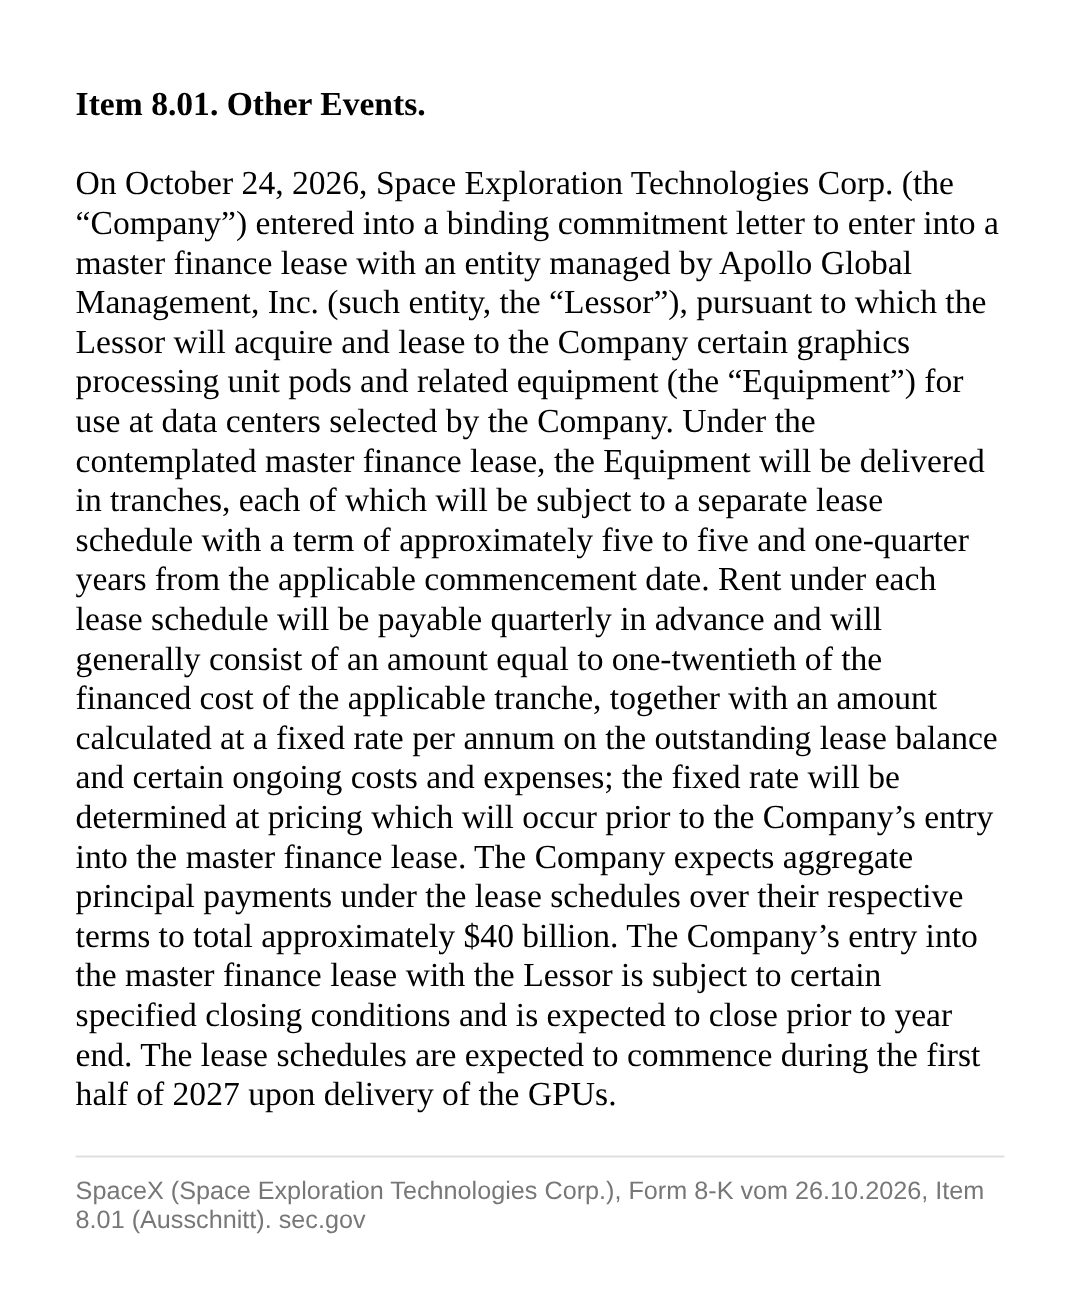 Item 8.01. Other Events.
On October 24, 2026, Space Exploration Technologies Corp. (the
“Company”) entered into a binding commitment letter to enter into a
master finance lease with an entity managed by Apollo Global
Management, Inc. (such entity, the “Lessor”), pursuant to which the
Lessor will acquire and lease to the Company certain graphics
processing unit pods and related equipment (the “Equipment”) for
use at data centers selected by the Company. Under the
contemplated master finance lease, the Equipment will be delivered
in tranches, each of which will be subject to a separate lease
schedule with a term of approximately five to five and one-quarter
years from the applicable commencement date. Rent under each
lease schedule will be payable quarterly in advance and will
generally consist of an amount equal to one-twentieth of the
financed cost of the applicable tranche, together with an amount
calculated at a fixed rate per annum on the outstanding lease balance
and certain ongoing costs and expenses; the fixed rate will be
determined at pricing which will occur prior to the Company’s entry
into the master finance lease. The Company expects aggregate
principal payments under the lease schedules over their respective
terms to total approximately $40 billion. The Company’s entry into
the master finance lease with the Lessor is subject to certain
specified closing conditions and is expected to close prior to year
end. The lease schedules are expected to commence during the first
half of 2027 upon delivery of the GPUs.
SpaceX (Space Exploration Technologies Corp.), Form 8-K vom 26.10.2026, Item
8.01 (Ausschnitt). sec.gov